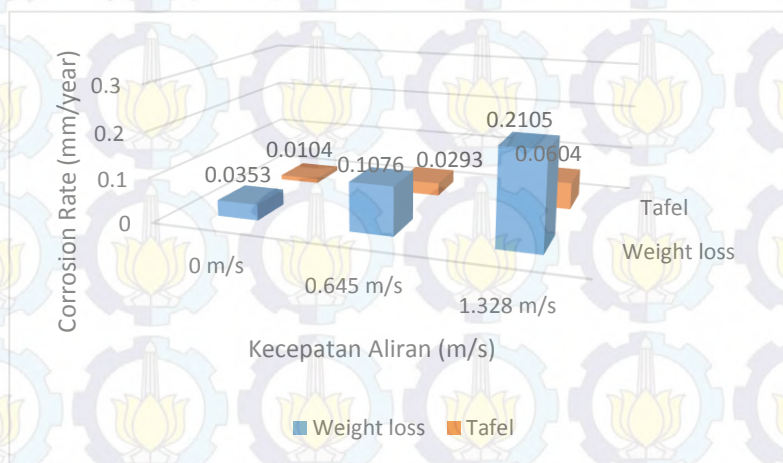 Corrosion Rate (mm/year)
0.3
0.2
0.1
0
0.0353
0.0104
0.1076
0.0293
0.2105
0.0604
0 m/s
0.645 m/s
1.328 m/s
Tafel
Weight loss
Kecepatan Aliran (m/s)
Weight loss Tafel